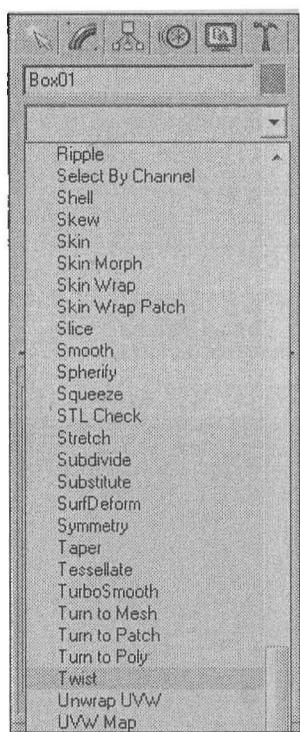 Box01
Ripple
Select By Channel
Shell
Skew
Skin
Skin Morph
Skin Wrap
Skin Wrap Patch
Slice
Smooth
Spherify
Squeeze
STL Check
Stretch
Subdivide
Substitute
SurfDeform
Symmetry
Taper
Tessellate
TurboSmooth
Turn to Mesh
Turn to Patch
Turn to Poly
Twist
Unwrap UVW
UVW Map